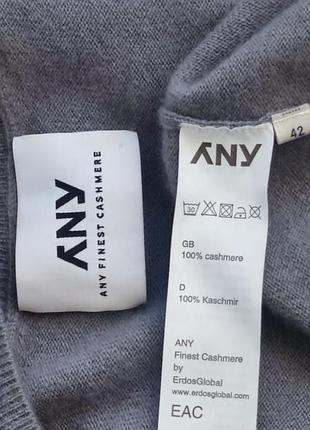 ANY
ANY FINEST CASHMERE
42
ANY
30
GB
100% cashmere
D
100% Kaschmir
ANY
Finest Cashmere
by
ErdosGlobal
erdosglobal.com
EAC